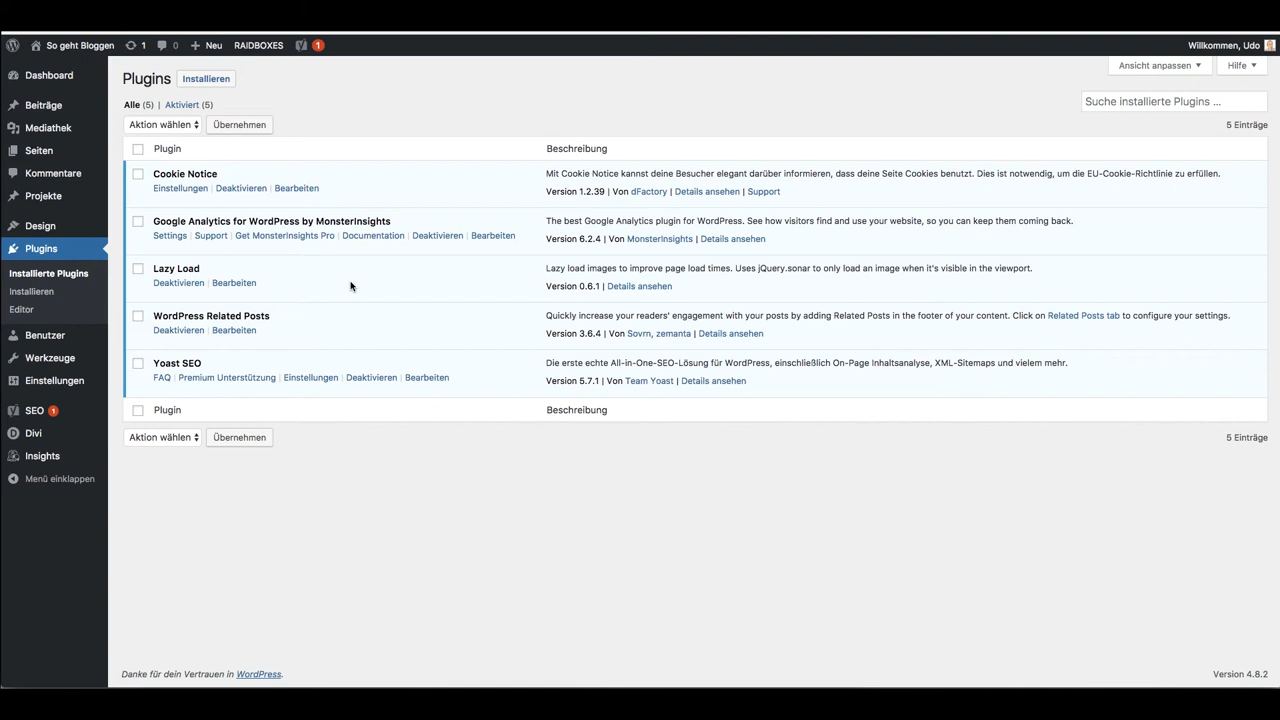 So geht Bloggen 1 0 Neu RAIDBOXES 1 Willkommen, Udo
Dashboard
Beiträge
Mediathek
Seiten
Kommentare
Projekte
Design
Plugins
Installierte Plugins
Installieren
Editor
Benutzer
Werkzeuge
Einstellungen
SEO 1
Divi
Insights
Menü einklappen
Ansicht anpassen Hilfe
Plugins Installieren
Alle (5) | Aktiviert (5)
Suche installierte Plugins ...
Aktion wählen Übernehmen 5 Einträge
Plugin Beschreibung
Cookie Notice
Einstellungen | Deaktivieren | Bearbeiten
Mit Cookie Notice kannst deine Besucher elegant darüber informieren, dass deine Seite Cookies benutzt. Dies ist notwendig, um die EU-Cookie-Richtlinie zu erfüllen.
Version 1.2.39 | Von dFactory | Details ansehen | Support
Google Analytics for WordPress by MonsterInsights
Settings | Support | Get MonsterInsights Pro | Documentation | Deaktivieren | Bearbeiten
The best Google Analytics plugin for WordPress. See how visitors find and use your website, so you can keep them coming back.
Version 6.2.4 | Von MonsterInsights | Details ansehen
Lazy Load
Deaktivieren | Bearbeiten
Lazy load images to improve page load times. Uses jQuery.sonar to only load an image when it's visible in the viewport.
Version 0.6.1 | Details ansehen
WordPress Related Posts
Deaktivieren | Bearbeiten
Quickly increase your readers' engagement with your posts by adding Related Posts in the footer of your content. Click on Related Posts tab to configure your settings.
Version 3.6.4 | Von Sovrn, zemanta | Details ansehen
Yoast SEO
FAQ | Premium Unterstützung | Einstellungen | Deaktivieren | Bearbeiten
Die erste echte All-in-One-SEO-Lösung für WordPress, einschließlich On-Page Inhaltsanalyse, XML-Sitemaps und vielem mehr.
Version 5.7.1 | Von Team Yoast | Details ansehen
Plugin Beschreibung
Aktion wählen Übernehmen 5 Einträge
Danke für dein Vertrauen in WordPress. Version 4.8.2